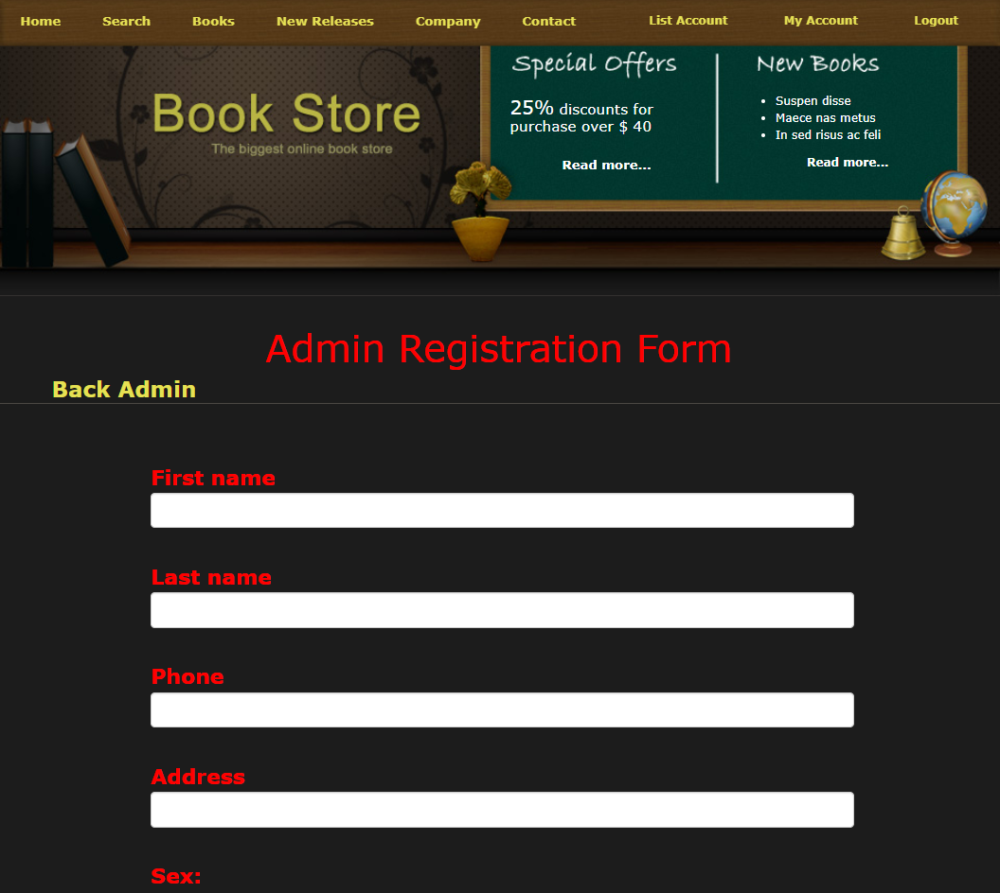 Home Search Books New Releases Company Contact List Account My Account Logout
Book Store
The biggest online book store
Special Offers
25% discounts for
purchase over $ 40
Read more...
New Books
Suspen disse
Maece nas metus
In sed risus ac feli
Read more...
Admin Registration Form
Back Admin
First name
Last name
Phone
Address
Sex: